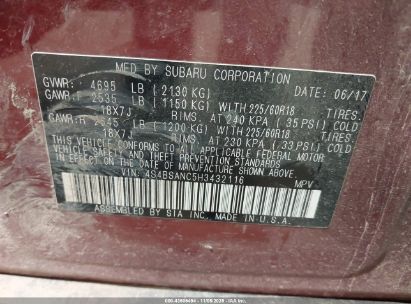 MFD BY SUBARU CORPORATION DATE: 06/17
GVWR: 4695 LB (2130 KG)
GAWR: 2535 LB (1150 KG) WITH 225/60R18 TIRES,
18X7J RIMS, AT 240 KPA (35 PSI) COLD
GAWR: 2645 LB (1200 KG) WITH 225/60R18 TIRES,
18X7J RIMS, AT 230 KPA (33 PSI) COLD
THIS VEHICLE CONFORMS TO ALL APPLICABLE FEDERAL MOTOR
VEHICLE SAFETY AND THEFT PREVENTION STANDARDS
IN EFFECT ON THE DATE OF MANUFACTURE SHOWN ABOVE.
VIN: 4S4BSANC5H3432116 MPV
ASSEMBLED BY SIA INC. MADE IN U.S.A.